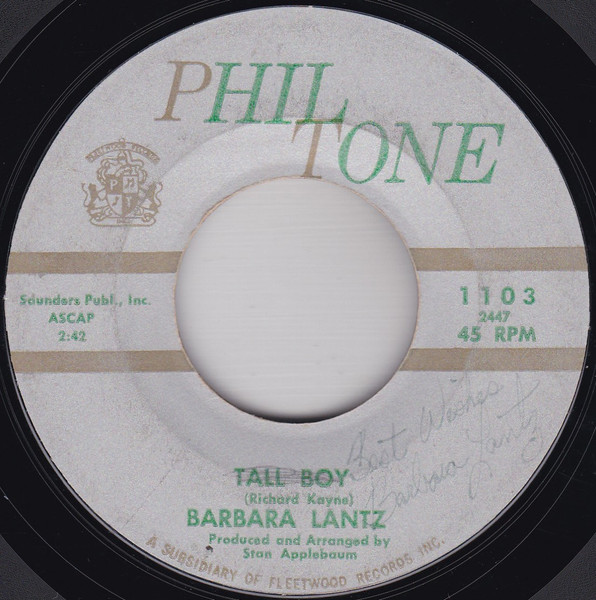 PHIL
TONE
Saunders Publ., Inc.
ASCAP
2:42
1103
2447
45 RPM
Best Wishes
Barbara Lantz
TALL BOY
(Richard Kayne)
BARBARA LANTZ
Produced and Arranged by
Stan Applebaum
A SUBSIDIARY OF FLEETWOOD RECORDS INC.